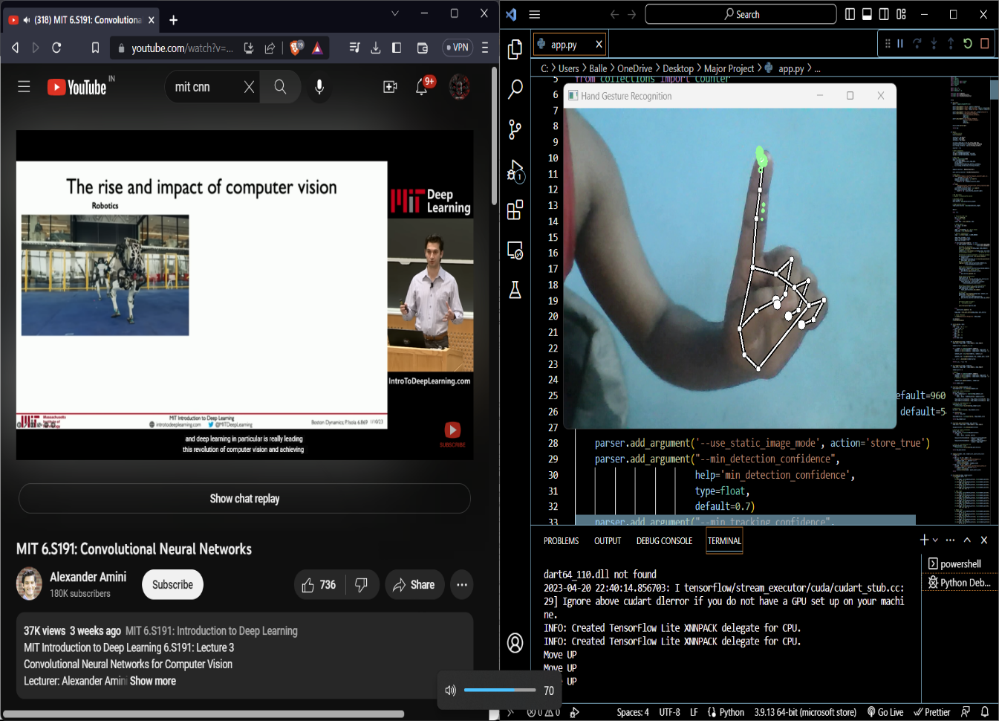 (318) MIT 6.S191: Convolutional
youtube.com/watch?v=...
19
VPN
YouTube
IN
mit cnn
9+
The rise and impact of computer vision
Robotics
MIT Deep
Learning
IntroToDeepLearning.com
Massachusetts
Institute of
MIT Introduction to Deep Learning
introtodeeplearning.com @MITDeepLearning
Boston Dynamics; P. Isola 6.869 1/10/23
SUBSCRIBE
and deep learning in particular is really leading
this revolution of computer vision and achieving
Show chat replay
MIT 6.S191: Convolutional Neural Networks
Alexander Amini
180K subscribers
Subscribe
736
Share
37K views 3 weeks ago MIT 6.S191: Introduction to Deep Learning
MIT Introduction to Deep Learning 6.S191: Lecture 3
Convolutional Neural Networks for Computer Vision
Lecturer: Alexander Amini Show more
70
Search
app.py
C: > Users > Balle > OneDrive > Desktop > Major Project > app.py > ...
1
5 from collections import Counter
6
Hand Gesture Recognition
7
8
9
10
11
12
13
14
15
16
17
18
19
20
21
22
23
24
25 efault=960
26 default=5
27
28 parser.add_argument('--use_static_image_mode', action='store_true')
29 parser.add_argument("--min_detection_confidence",
30 help='min_detection_confidence',
31 type=float,
32 default=0.7)
33 parser.add_argument("--min_tracking_confidence",
PROBLEMS OUTPUT DEBUG CONSOLE TERMINAL
powershell
Python Deb...
dart64_110.dll not found
2023-04-20 22:40:14.856703: I tensorflow/stream_executor/cuda/cudart_stub.cc:
29] Ignore above cudart dlerror if you do not have a GPU set up on your machi
ne.
INFO: Created TensorFlow Lite XNNPACK delegate for CPU.
INFO: Created TensorFlow Lite XNNPACK delegate for CPU.
Move UP
Move UP
UP
0 0 Spaces: 4 UTF-8 LF Python 3.9.13 64-bit (microsoft store) Go Live Prettier